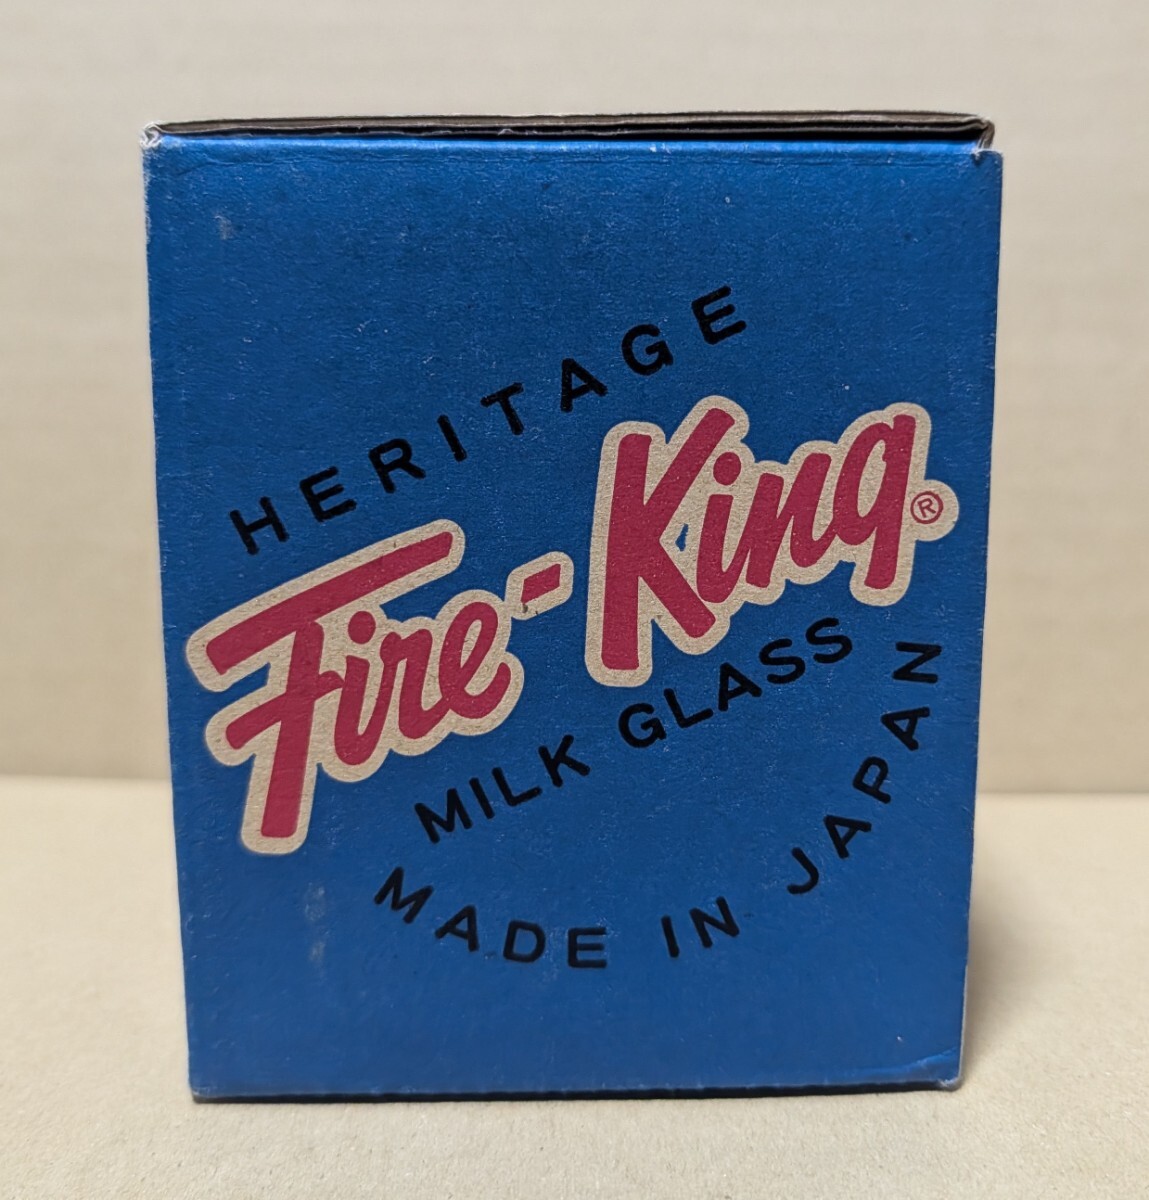 HERITAGE
Fire-King®
MILK GLASS
MADE IN JAPAN